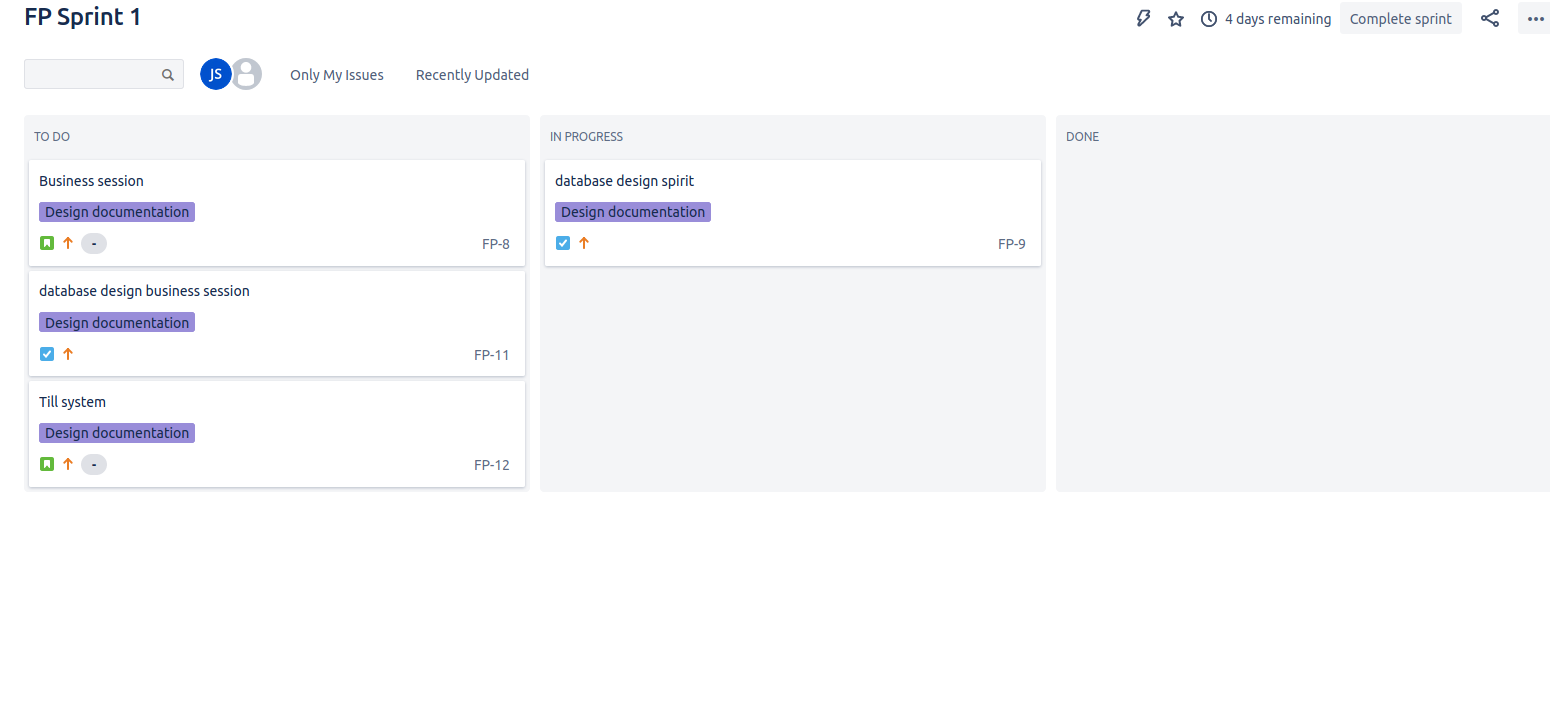 FP Sprint 1
4 days remaining
Complete sprint
JS
Only My Issues
Recently Updated
TO DO
Business session
Design documentation
-
FP-8
database design business session
Design documentation
FP-11
Till system
Design documentation
-
FP-12
IN PROGRESS
database design spirit
Design documentation
FP-9
DONE